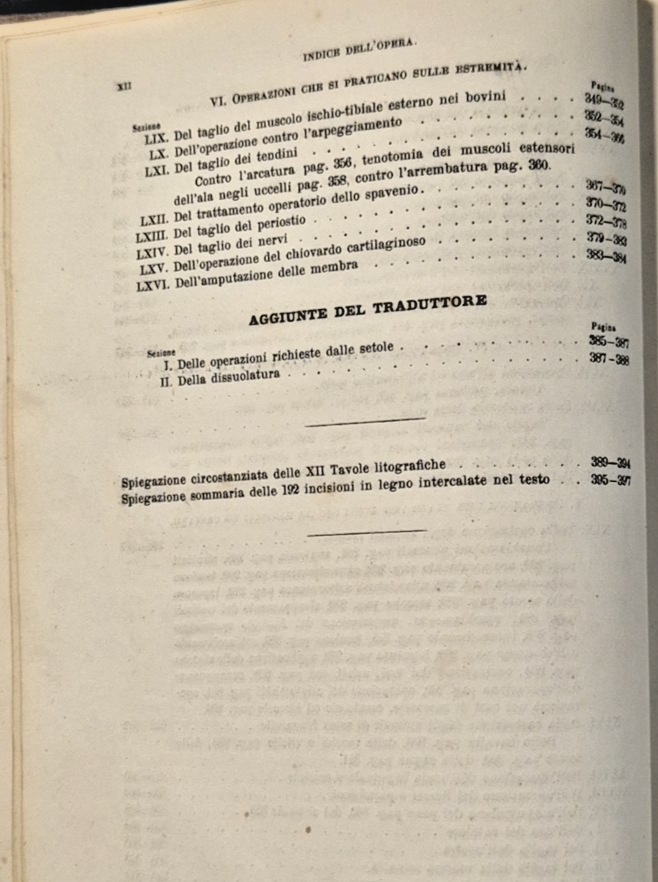 XII
INDICE DELL'OPERA.
VI. OPERAZIONI CHE SI PRATICANO SULLE ESTREMITÀ.
Sezione Pagina
LIX. Del taglio del muscolo ischio-tibiale esterno nei bovini . . . . 349–352
LX. Dell'operazione contro l'arpeggiamento . . . . . . . . 352–354
LXI. Del taglio dei tendini . . . . . . . . . . . . 354–366
Contro l'arcatura pag. 356, tenotomia dei muscoli estensori
dell'ala negli uccelli pag. 358, contro l'arrembatura pag. 360.
LXII. Del trattamento operatorio dello spavenio . . . . . . . 367–370
LXIII. Del taglio del periostio . . . . . . . . . . . 370–372
LXIV. Del taglio dei nervi . . . . . . . . . . . . 372–378
LXV. Dell'operazione del chiovardo cartilaginoso . . . . . . . 379–382
LXVI. Dell'amputazione delle membra . . . . . . . . . 383–384
AGGIUNTE DEL TRADUTTORE
Sezione Pagina
I. Delle operazioni richieste dalle setole . . . . . . . . 385–387
II. Della dissuolatura . . . . . . . . . . . . . 387–388
Spiegazione circostanziata delle XII Tavole litografiche . . . . . . 389–394
Spiegazione sommaria delle 192 incisioni in legno intercalate nel testo . . 395–397